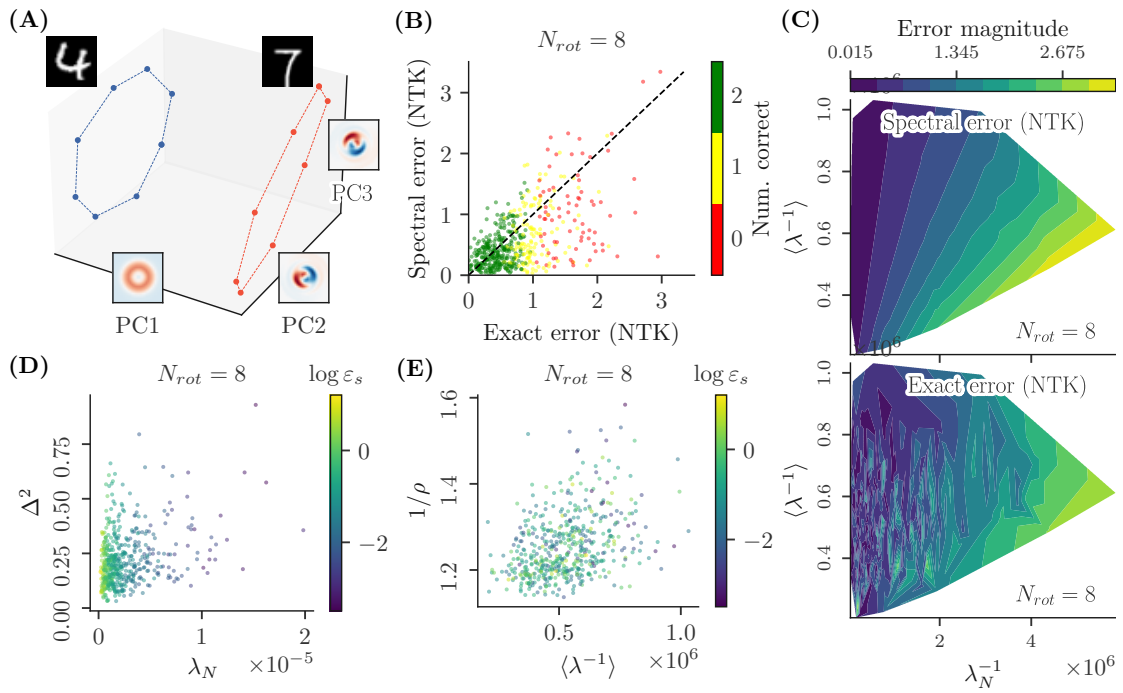 (A)
4
7
PC1
PC2
PC3
(B)
N_rot = 8
Spectral error (NTK)
3
2
1
0
0
1
2
3
Exact error (NTK)
2
1
0
Num. correct
(C)
Error magnitude
0.015
1.345
2.675
1.0
0.8
0.6
0.4
⟨λ⁻¹⟩
Spectral error (NTK)
N_rot = 8
1.0
0.8
0.6
0.4
⟨λ⁻¹⟩
Exact error (NTK)
N_rot = 8
2
4
λ_N⁻¹
×10⁶
(D)
N_rot = 8
log ε_s
Δ²
0.75
0.50
0.25
0.00
0
1
2
λ_N
×10⁻⁵
0
−2
(E)
N_rot = 8
log ε_s
1/ρ
1.6
1.4
1.2
0.5
1.0
⟨λ⁻¹⟩
×10⁶
0
−2